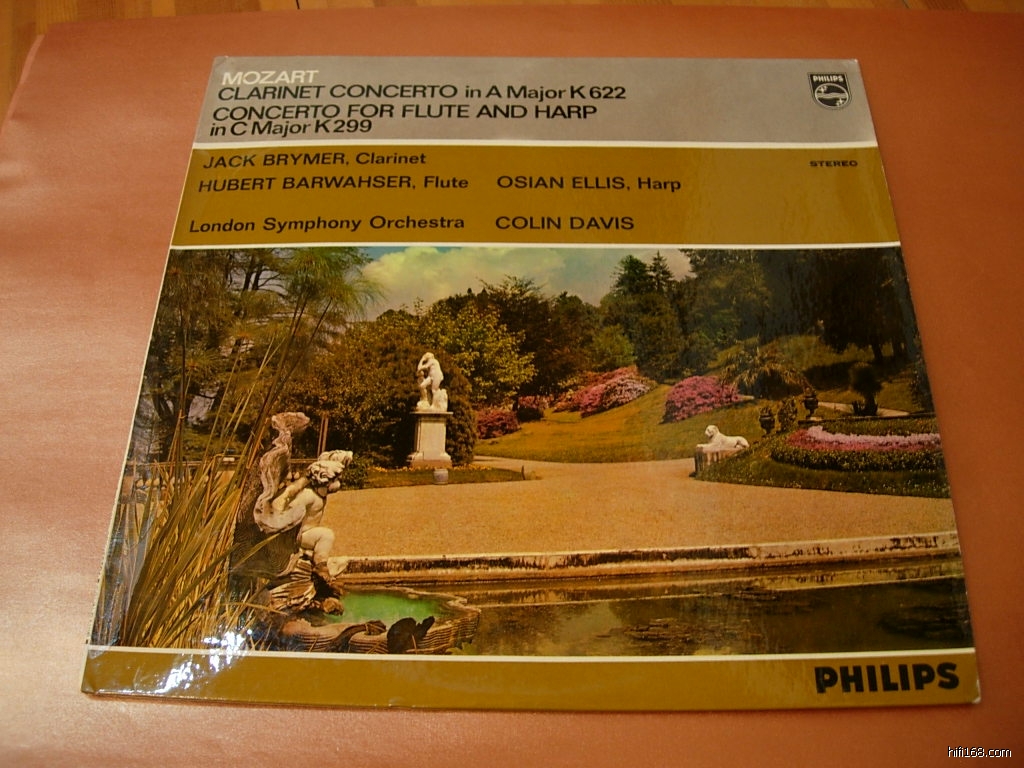 MOZART
CLARINET CONCERTO in A Major K 622
CONCERTO FOR FLUTE AND HARP
in C Major K 299
PHILIPS
JACK BRYMER, Clarinet
STEREO
HUBERT BARWAHSER, Flute OSIAN ELLIS, Harp
London Symphony Orchestra COLIN DAVIS
PHILIPS
hifi168.com